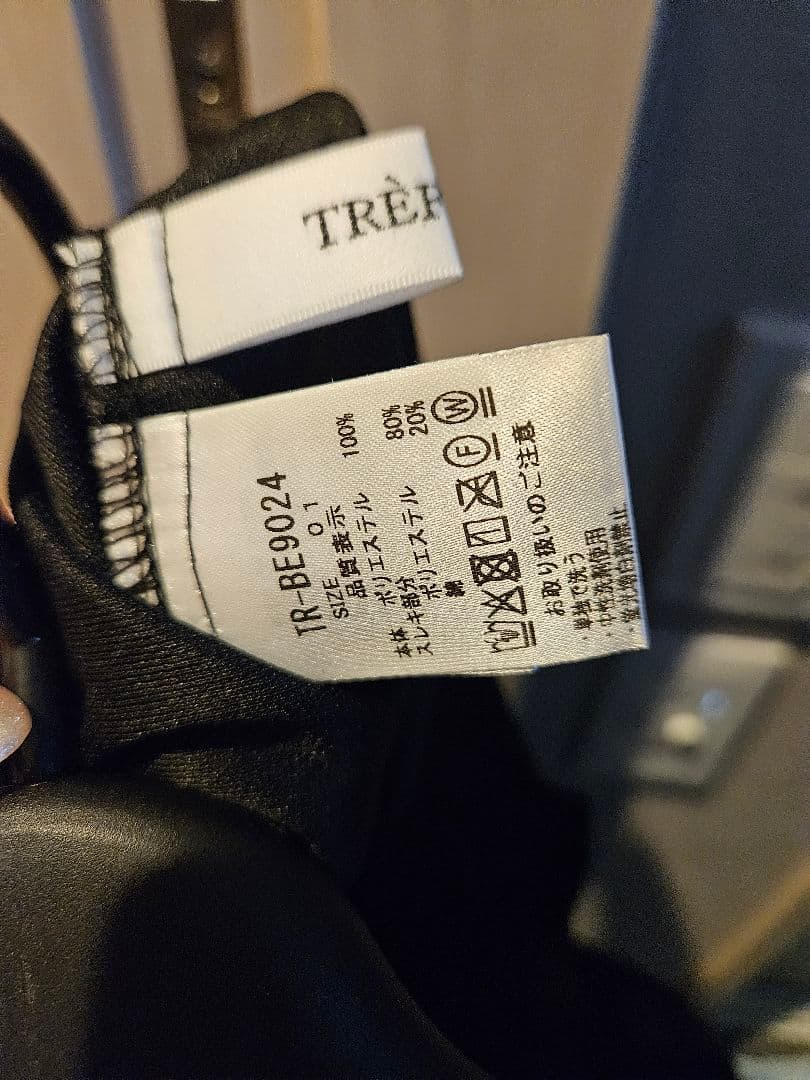 TRÈF
TR-BE9024
SIZE 01
品質表示
本体
ポリエステル 100%
スレキ部分
ポリエステル 80%
綿 20%
F W
お取り扱いのご注意
・単独で洗う
・中性洗剤使用
・蛍光増白剤禁止